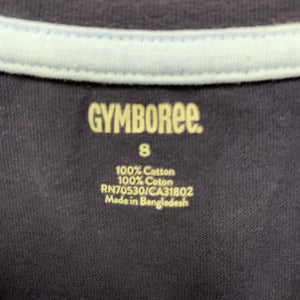 GYMBOREE.
8
100% Cotton
100% Coton
RN70530/CA31802
Made in Bangladesh